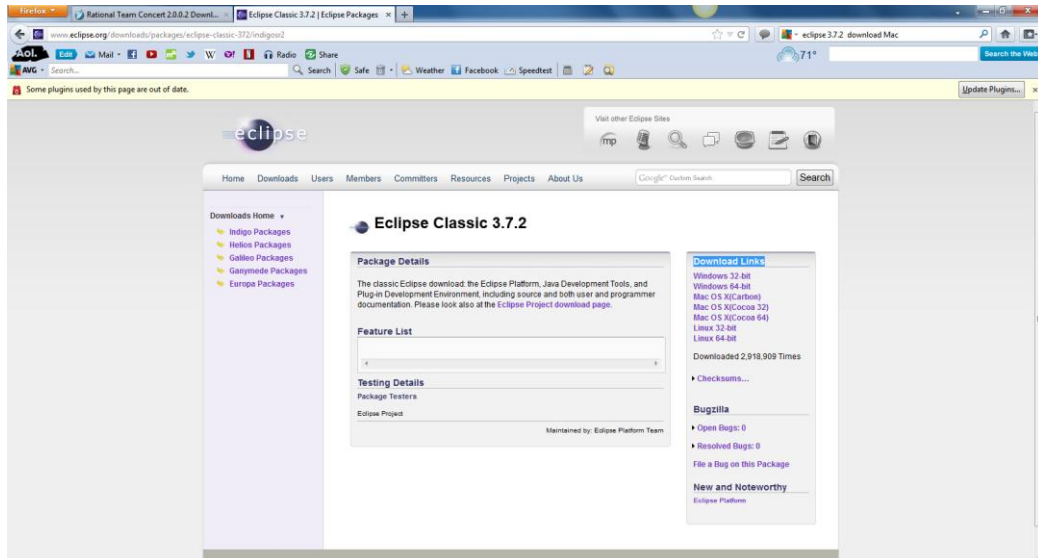 Firefox
Rational Team Concert 2.0.0.2 Downl...
Eclipse Classic 3.7.2 | Eclipse Packages
www.eclipse.org/downloads/packages/eclipse-classic-372/indigosr2
eclipse 3.7.2 download Mac
AOL. Edit Mail Radio Share
71°
Search the Web
AVG Search... Search Safe Weather Facebook Speedtest
Some plugins used by this page are out of date.
Update Plugins...
eclipse
Visit other Eclipse Sites
mp
Home Downloads Users Members Committers Resources Projects About Us
Google™ Custom Search
Search
Downloads Home
Indigo Packages
Helios Packages
Galileo Packages
Ganymede Packages
Europa Packages
Eclipse Classic 3.7.2
Package Details
The classic Eclipse download: the Eclipse Platform, Java Development Tools, and
Plug-in Development Environment, including source and both user and programmer
documentation. Please look also at the Eclipse Project download page.
Feature List
Testing Details
Package Testers
Eclipse Project
Maintained by: Eclipse Platform Team
Download Links
Windows 32-bit
Windows 64-bit
Mac OS X(Carbon)
Mac OS X(Cocoa 32)
Mac OS X(Cocoa 64)
Linux 32-bit
Linux 64-bit
Downloaded 2,918,909 Times
Checksums...
Bugzilla
Open Bugs: 0
Resolved Bugs: 0
File a Bug on this Package
New and Noteworthy
Eclipse Platform